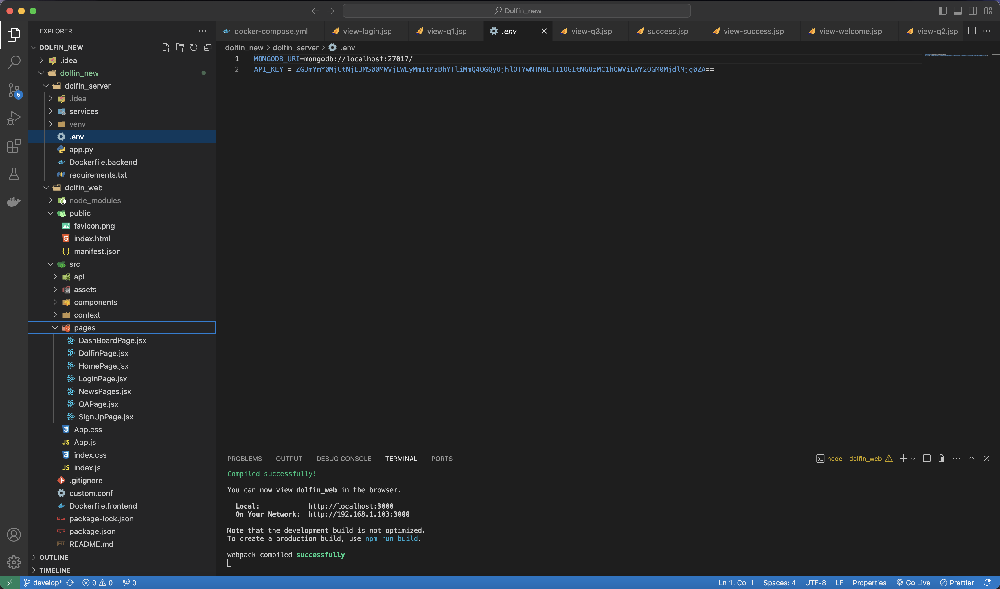 Dolfin_new
EXPLORER
docker-compose.yml
view-login.jsp
view-q1.jsp
.env
view-q3.jsp
success.jsp
view-success.jsp
view-welcome.jsp
view-q2.jsp
DOLFIN_NEW
.idea
dolfin_new
dolfin_server
.idea
services
venv
.env
app.py
Dockerfile.backend
requirements.txt
dolfin_web
node_modules
public
favicon.png
index.html
manifest.json
src
api
assets
components
context
pages
DashBoardPage.jsx
DolfinPage.jsx
HomePage.jsx
LoginPage.jsx
NewsPages.jsx
QAPage.jsx
SignUpPage.jsx
App.css
App.js
index.css
index.js
.gitignore
custom.conf
Dockerfile.frontend
package-lock.json
package.json
README.md
OUTLINE
TIMELINE
5
dolfin_new > dolfin_server > .env
1 MONGODB_URI=mongodb://localhost:27017/
2 API_KEY = ZGJmYmY0MjUtNjE3MS00MWVjLWEyMmItMzBhYTliMmQ4OGQyOjhlOTYwNTM0LTI1OGItNGUzMC1hOWViLWY2OGM0MjdlMjg0ZA==
PROBLEMS OUTPUT DEBUG CONSOLE TERMINAL PORTS
node - dolfin_web
Compiled successfully!
You can now view dolfin_web in the browser.
Local: http://localhost:3000
On Your Network: http://192.168.1.103:3000
Note that the development build is not optimized.
To create a production build, use npm run build.
webpack compiled successfully
develop* 0 0 0
Ln 1, Col 1 Spaces: 4 UTF-8 LF Properties Go Live Prettier